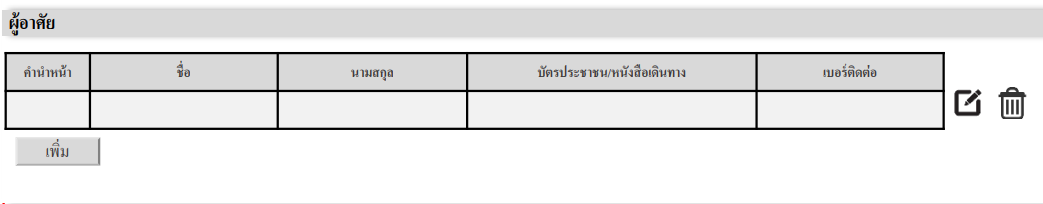 ผู้อาศัย
คำนำหน้า ชื่อ นามสกุล บัตรประชาชน/หนังสือเดินทาง เบอร์ติดต่อ
เพิ่ม